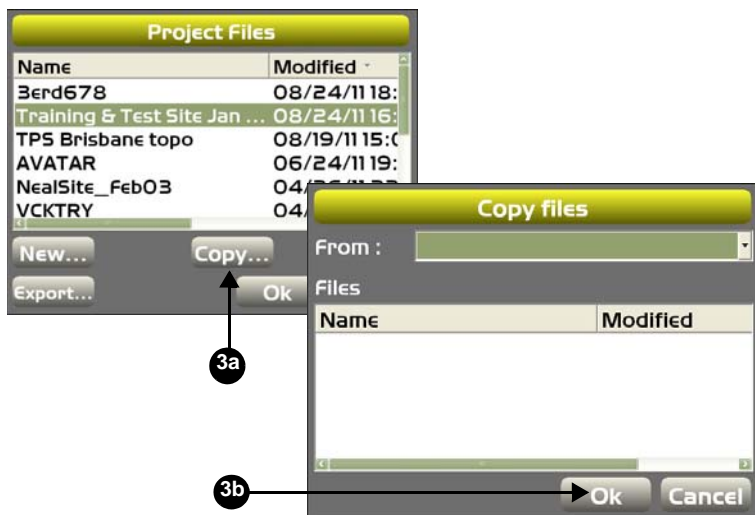 Project Files
Name Modified
3erd678 08/24/11 18:
Training & Test Site Jan ... 08/24/11 16:
TPS Brisbane topo 08/19/11 15:0
AVATAR 06/24/11 19:
NealSite_Feb03 04/
VCKTRY 04/
New... Copy...
Export... Ok
3a
Copy files
From :
Files
Name Modified
3b
Ok Cancel